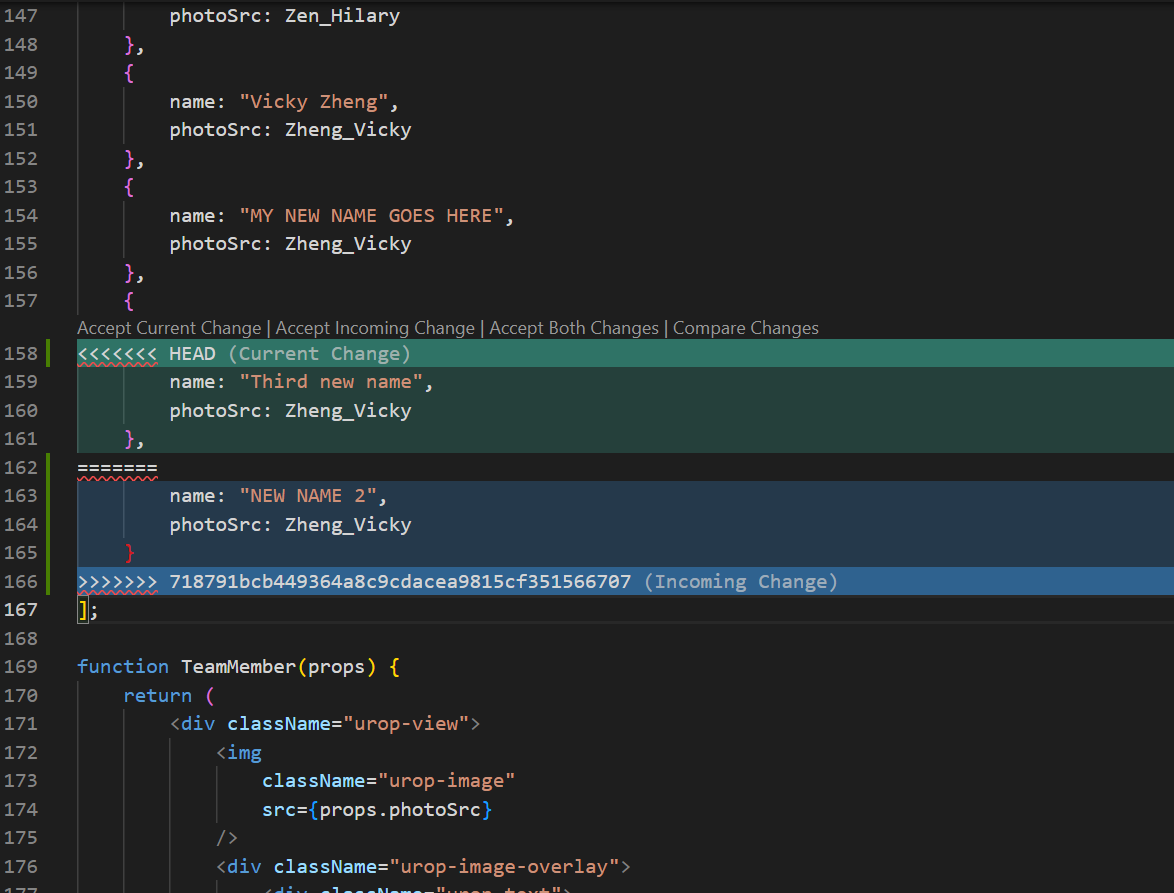 147 photoSrc: Zen_Hilary
148 },
149 {
150 name: "Vicky Zheng",
151 photoSrc: Zheng_Vicky
152 },
153 {
154 name: "MY NEW NAME GOES HERE",
155 photoSrc: Zheng_Vicky
156 },
157 {
Accept Current Change | Accept Incoming Change | Accept Both Changes | Compare Changes
158 <<<<<<< HEAD (Current Change)
159 name: "Third new name",
160 photoSrc: Zheng_Vicky
161 },
162 =======
163 name: "NEW NAME 2",
164 photoSrc: Zheng_Vicky
165 }
166 >>>>>>> 718791bcb449364a8c9cdacea9815cf351566707 (Incoming Change)
167 ];
168
169 function TeamMember(props) {
170 return (
171 <div className="urop-view">
172 <img
173 className="urop-image"
174 src={props.photoSrc}
175 />
176 <div className="urop-image-overlay">
177 <div className="urop-text">